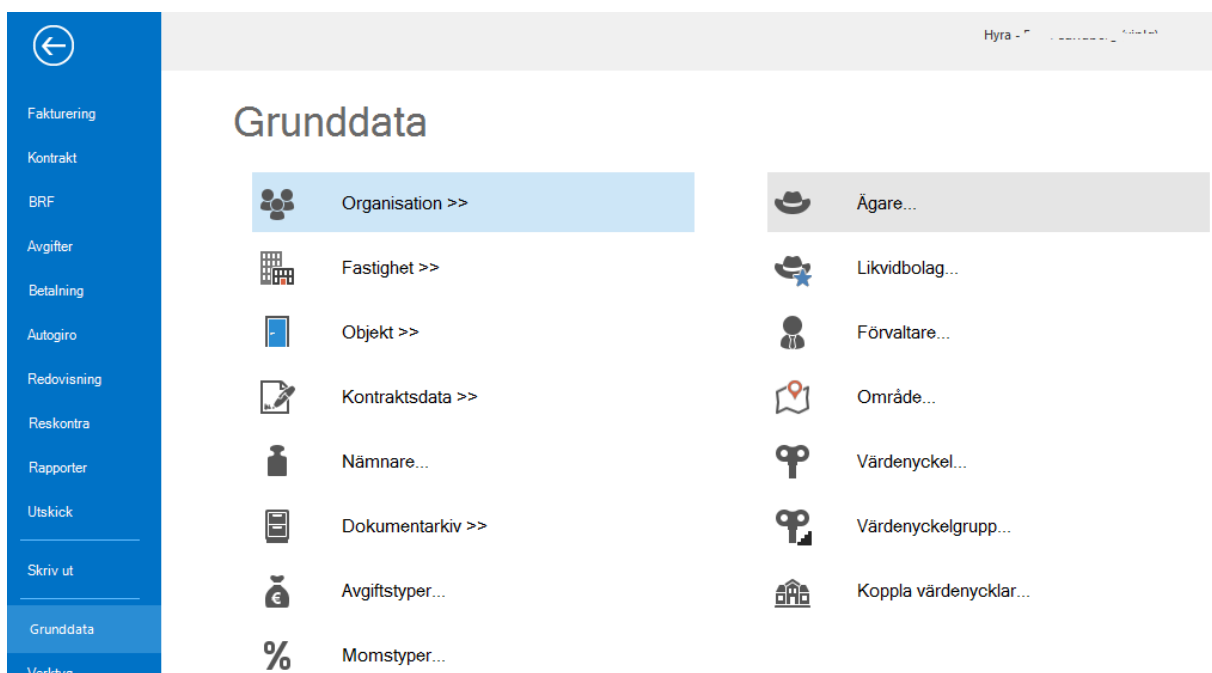 Hyra -
Fakturering
Kontrakt
BRF
Avgifter
Betalning
Autogiro
Redovisning
Reskontra
Rapporter
Utskick
Skriv ut
Grunddata
Grunddata
Organisation >>
Fastighet >>
Objekt >>
Kontraktsdata >>
Nämnare...
Dokumentarkiv >>
Avgiftstyper...
€
% Momstyper...
Ägare...
Likvidbolag...
Förvaltare...
Område...
Värdenyckel...
Värdenyckelgrupp...
Koppla värdenycklar...